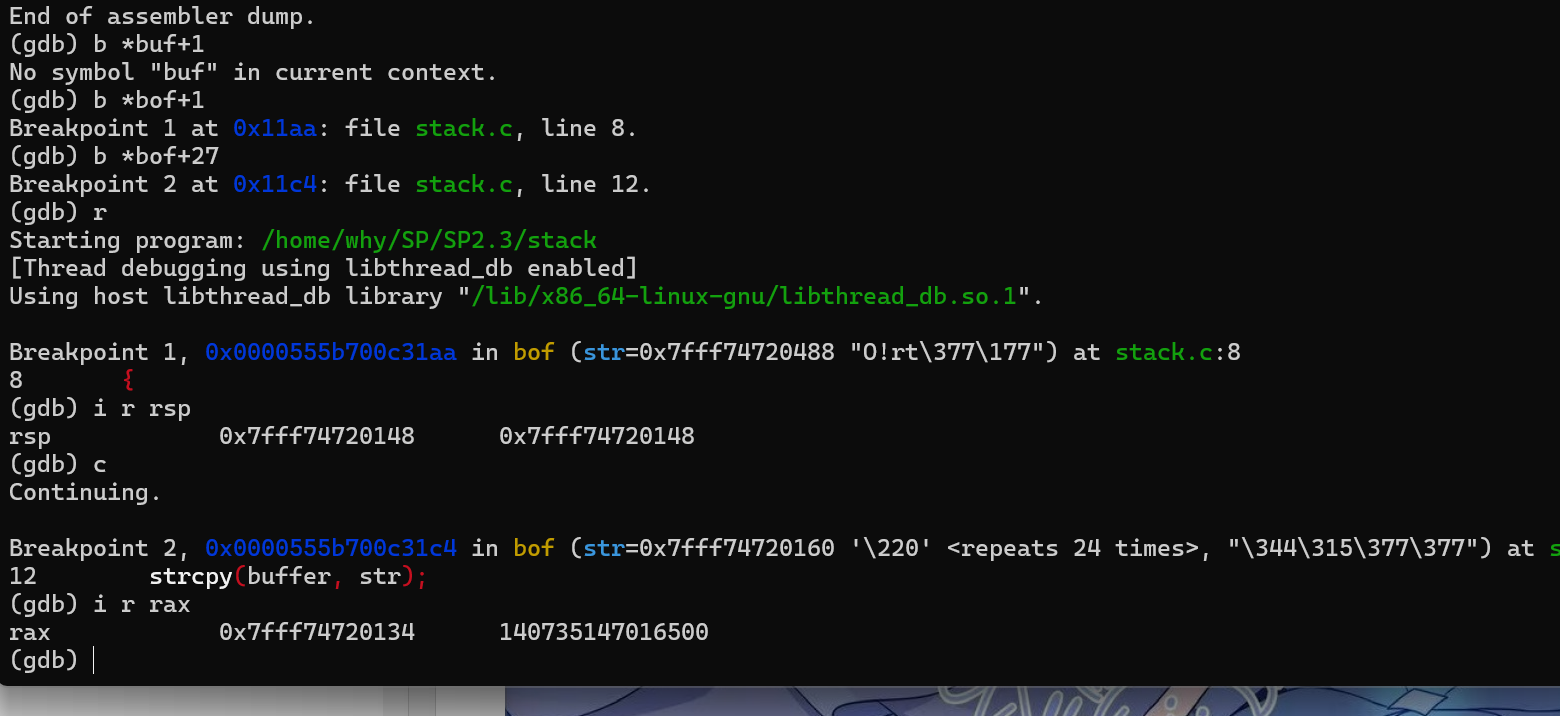 End of assembler dump.
(gdb) b *buf+1
No symbol "buf" in current context.
(gdb) b *bof+1
Breakpoint 1 at 0x11aa: file stack.c, line 8.
(gdb) b *bof+27
Breakpoint 2 at 0x11c4: file stack.c, line 12.
(gdb) r
Starting program: /home/why/SP/SP2.3/stack
[Thread debugging using libthread_db enabled]
Using host libthread_db library "/lib/x86_64-linux-gnu/libthread_db.so.1".
Breakpoint 1, 0x0000555b700c31aa in bof (str=0x7fff74720488 "O!rt\377\177") at stack.c:8
8       {
(gdb) i r rsp
rsp            0x7fff74720148      0x7fff74720148
(gdb) c
Continuing.
Breakpoint 2, 0x0000555b700c31c4 in bof (str=0x7fff74720160 '\220' <repeats 24 times>, "\344\315\377\377") at s
12        strcpy(buffer, str);
(gdb) i r rax
rax            0x7fff74720134      140735147016500
(gdb)